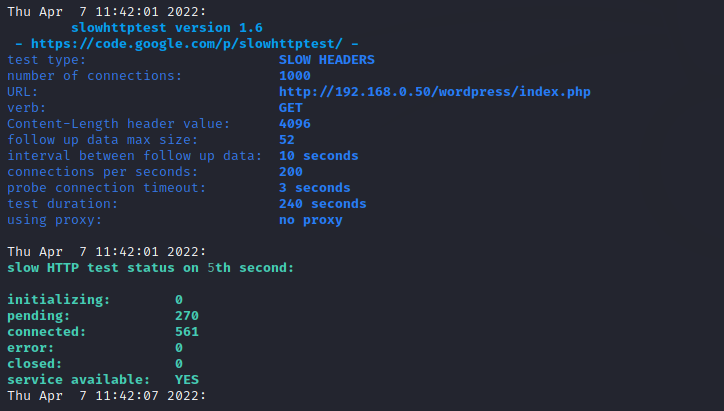 Thu Apr  7 11:42:01 2022:
        slowhttptest version 1.6
 - https://code.google.com/p/slowhttptest/ -
test type:                        SLOW HEADERS
number of connections:            1000
URL:                              http://192.168.0.50/wordpress/index.php
verb:                             GET
Content-Length header value:      4096
follow up data max size:          52
interval between follow up data:  10 seconds
connections per seconds:          200
probe connection timeout:         3 seconds
test duration:                    240 seconds
using proxy:                      no proxy
Thu Apr  7 11:42:01 2022:
slow HTTP test status on 5th second:
initializing:        0
pending:             270
connected:           561
error:               0
closed:              0
service available:   YES
Thu Apr  7 11:42:07 2022: